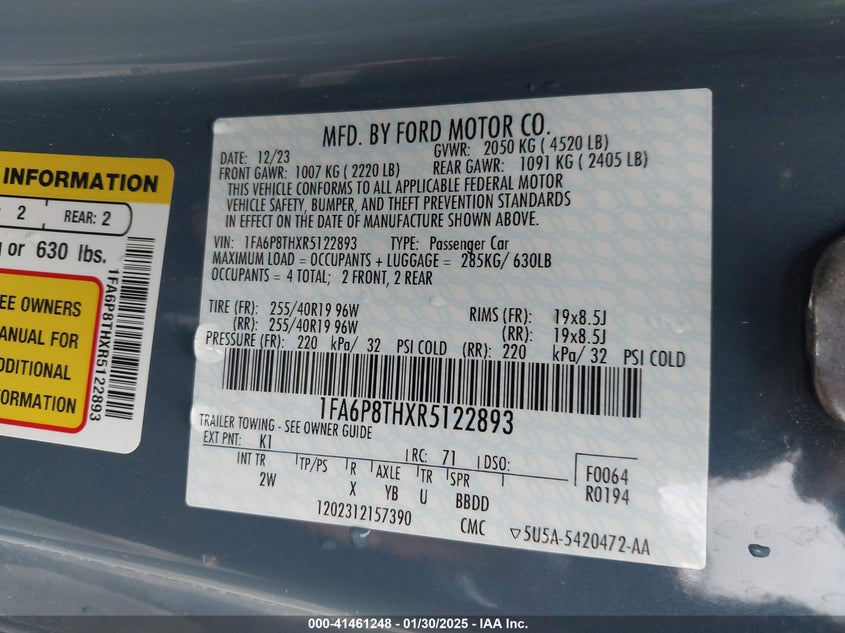 INFORMATION
2 REAR: 2
or 630 lbs.
EE OWNERS
ANUAL FOR
DDITIONAL
FORMATION
1FA6P8THXR5122893
MFD. BY FORD MOTOR CO.
DATE: 12/23 GVWR: 2050 KG ( 4520 LB)
FRONT GAWR: 1007 KG ( 2220 LB) REAR GAWR: 1091 KG ( 2405 LB)
THIS VEHICLE CONFORMS TO ALL APPLICABLE FEDERAL MOTOR
VEHICLE SAFETY, BUMPER, AND THEFT PREVENTION STANDARDS
IN EFFECT ON THE DATE OF MANUFACTURE SHOWN ABOVE.
VIN: 1FA6P8THXR5122893 TYPE: Passenger Car
MAXIMUM LOAD = OCCUPANTS + LUGGAGE = 285KG/ 630LB
OCCUPANTS = 4 TOTAL; 2 FRONT, 2 REAR
TIRE (FR): 255/40R19 96W RIMS (FR): 19x8.5J
(RR): 255/40R19 96W (RR): 19x8.5J
PRESSURE (FR): 220 kPa/ 32 PSI COLD (RR): 220 kPa/ 32 PSI COLD
1FA6P8THXR5122893
TRAILER TOWING - SEE OWNER GUIDE
EXT PNT: K1 RC: 71 DSO: F0064
INT TR TP/PS R AXLE TR SPR R0194
2W X YB U BBDD
1202312157390 CMC ▽5U5A-5420472-AA
000-41461248 - 01/30/2025 - IAA Inc.